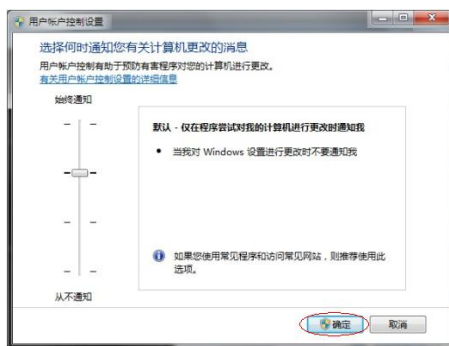 用户帐户控制设置
选择何时通知您有关计算机更改的消息
用户帐户控制有助于预防有害程序对您的计算机进行更改。
有关用户帐户控制设置的详细信息
始终通知
默认 - 仅在程序尝试对我的计算机进行更改时通知我
• 当我对 Windows 设置进行更改时不要通知我
如果您使用常见程序和访问常见网站，则推荐使用此
选项。
从不通知
确定
取消